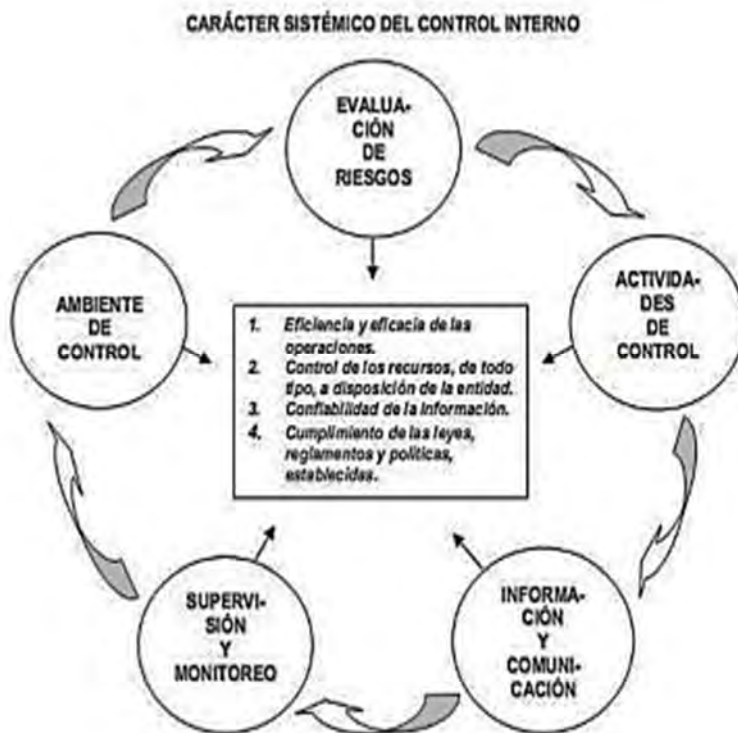 CARÁCTER SISTÉMICO DEL CONTROL INTERNO
EVALUA-
CIÓN
DE
RIESGOS
AMBIENTE
DE
CONTROL
ACTIVIDA-
DES
DE
CONTROL
1. Eficiencia y eficacia de las
operaciones.
2. Control de los recursos, de todo
tipo, a disposición de la entidad.
3. Confiabilidad de la información.
4. Cumplimiento de las leyes,
reglamentos y políticas,
establecidas.
SUPERVI-
SIÓN
Y
MONITOREO
INFORMA-
CIÓN
Y
COMUNI-
CACIÓN